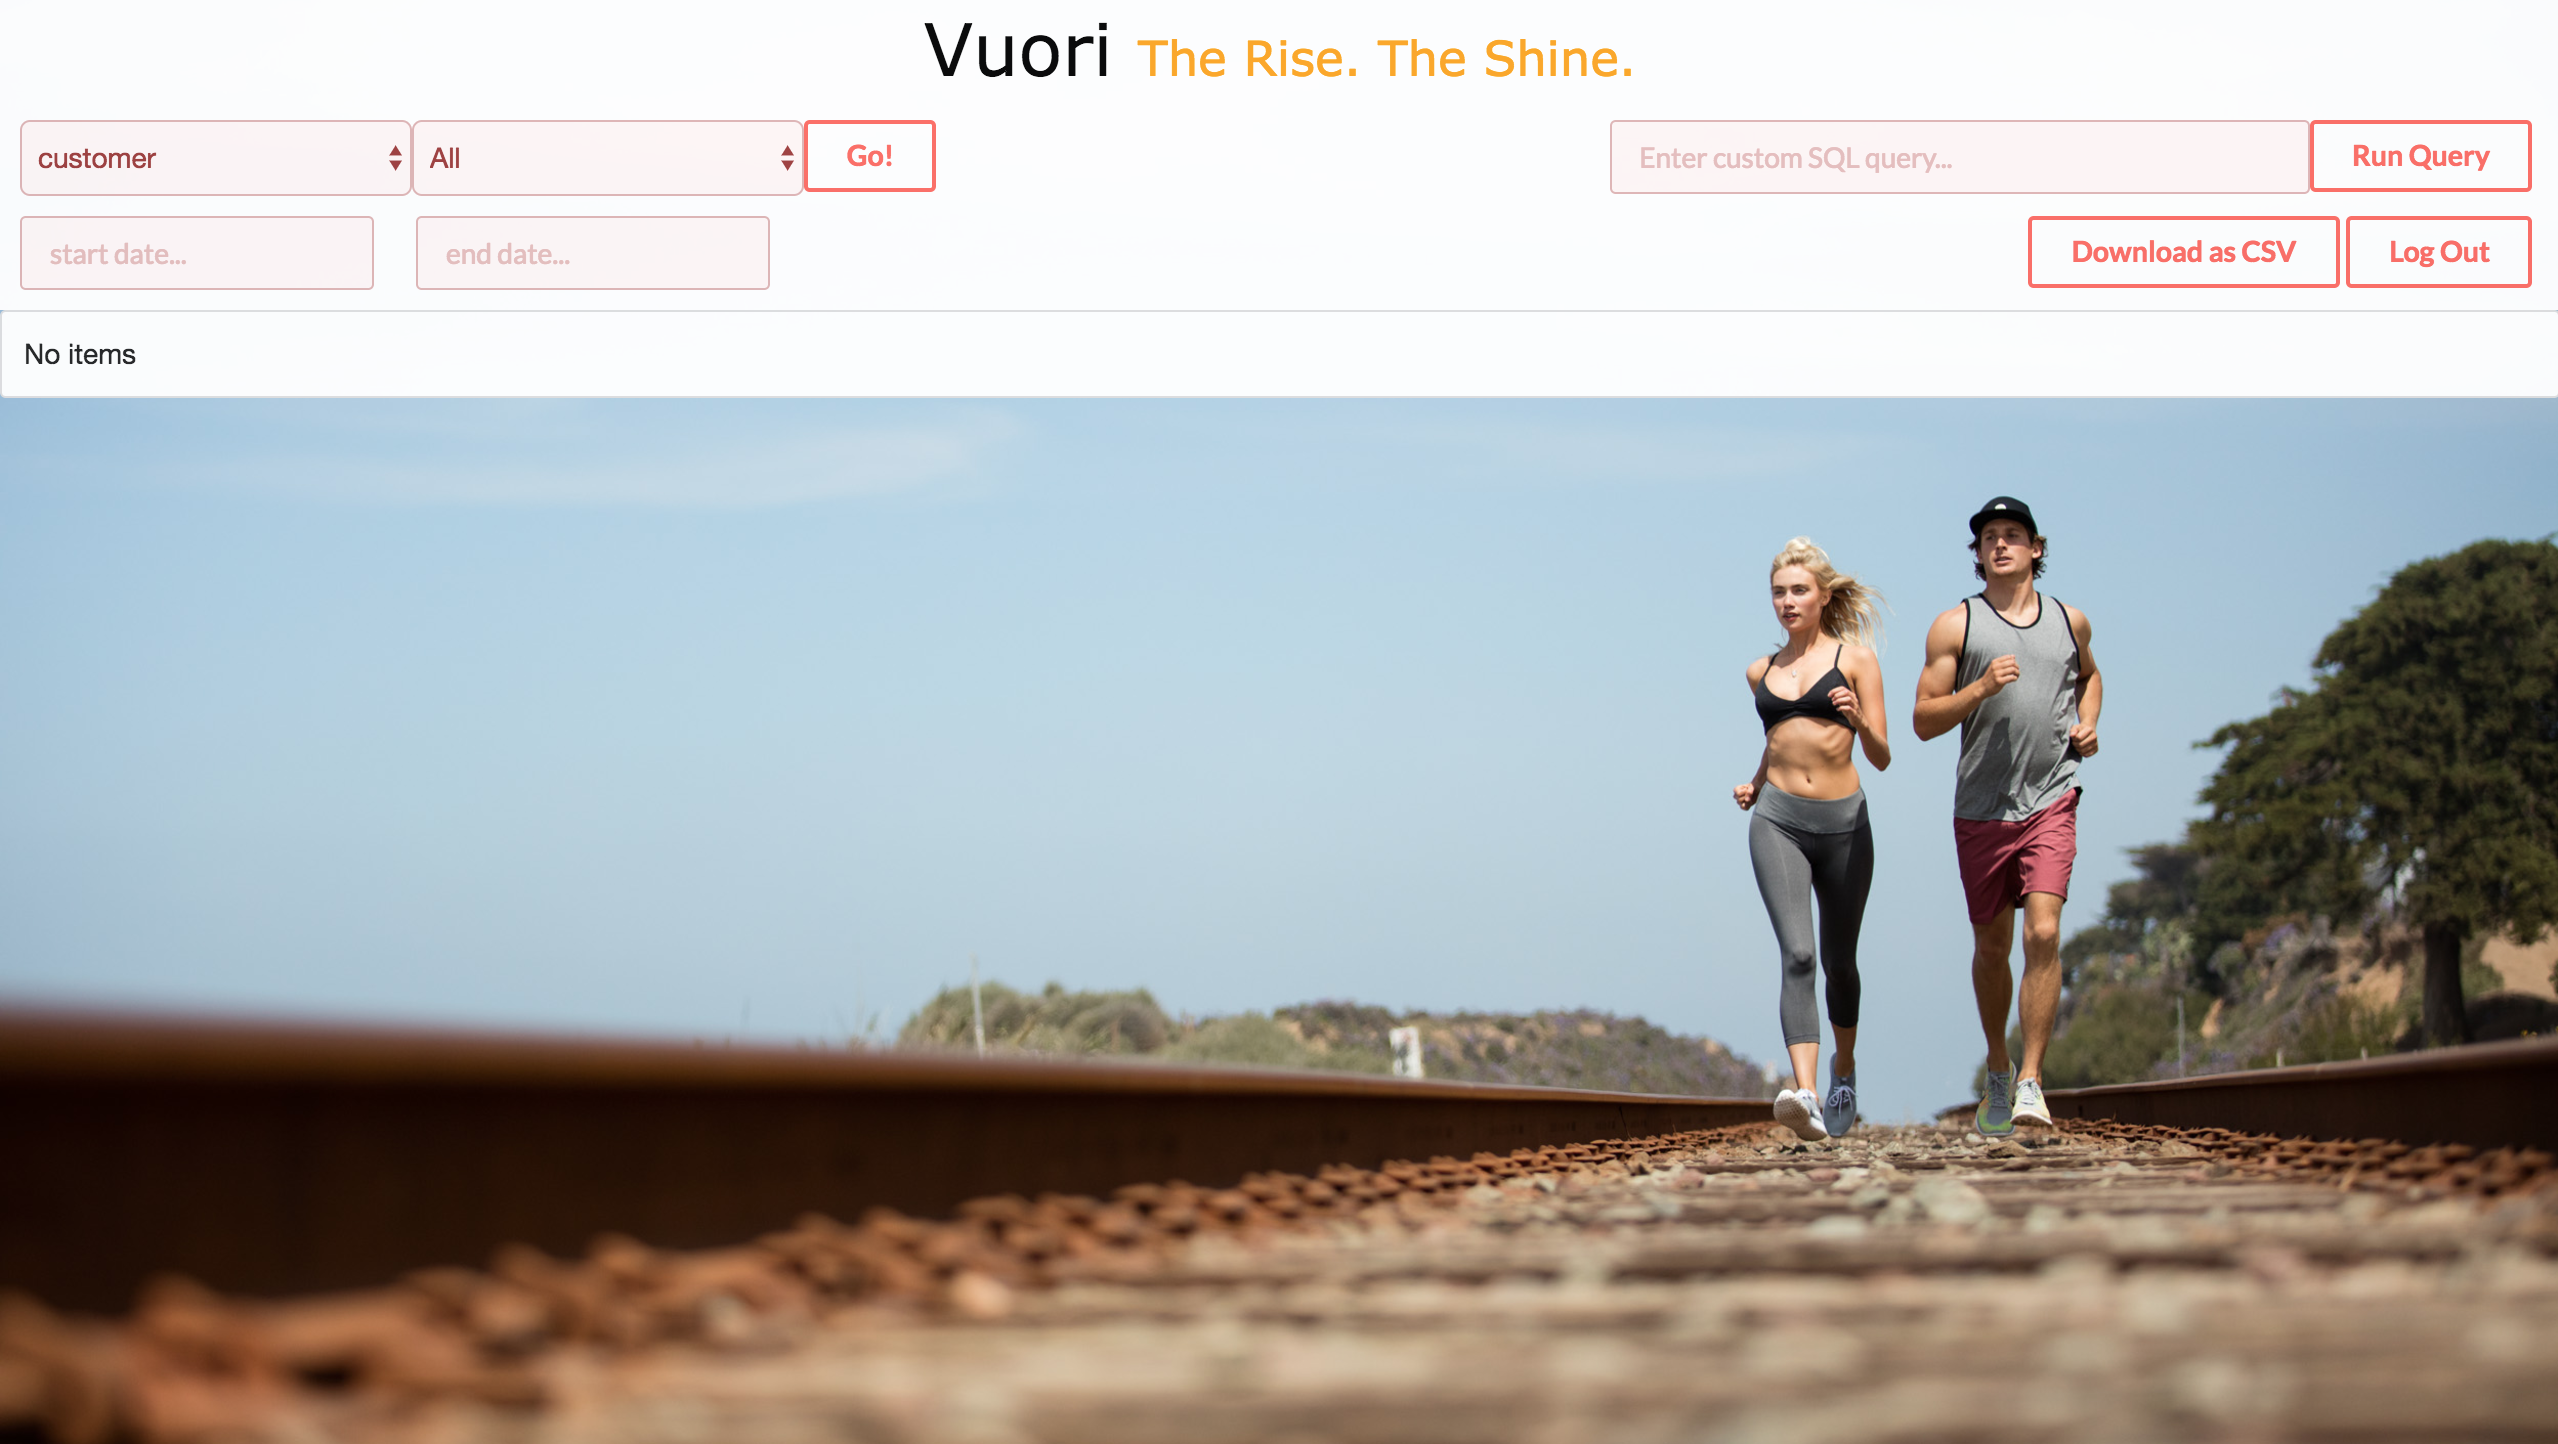 Vuori The Rise. The Shine.
customer All Go! Enter custom SQL query... Run Query
start date... end date... Download as CSV Log Out
No items